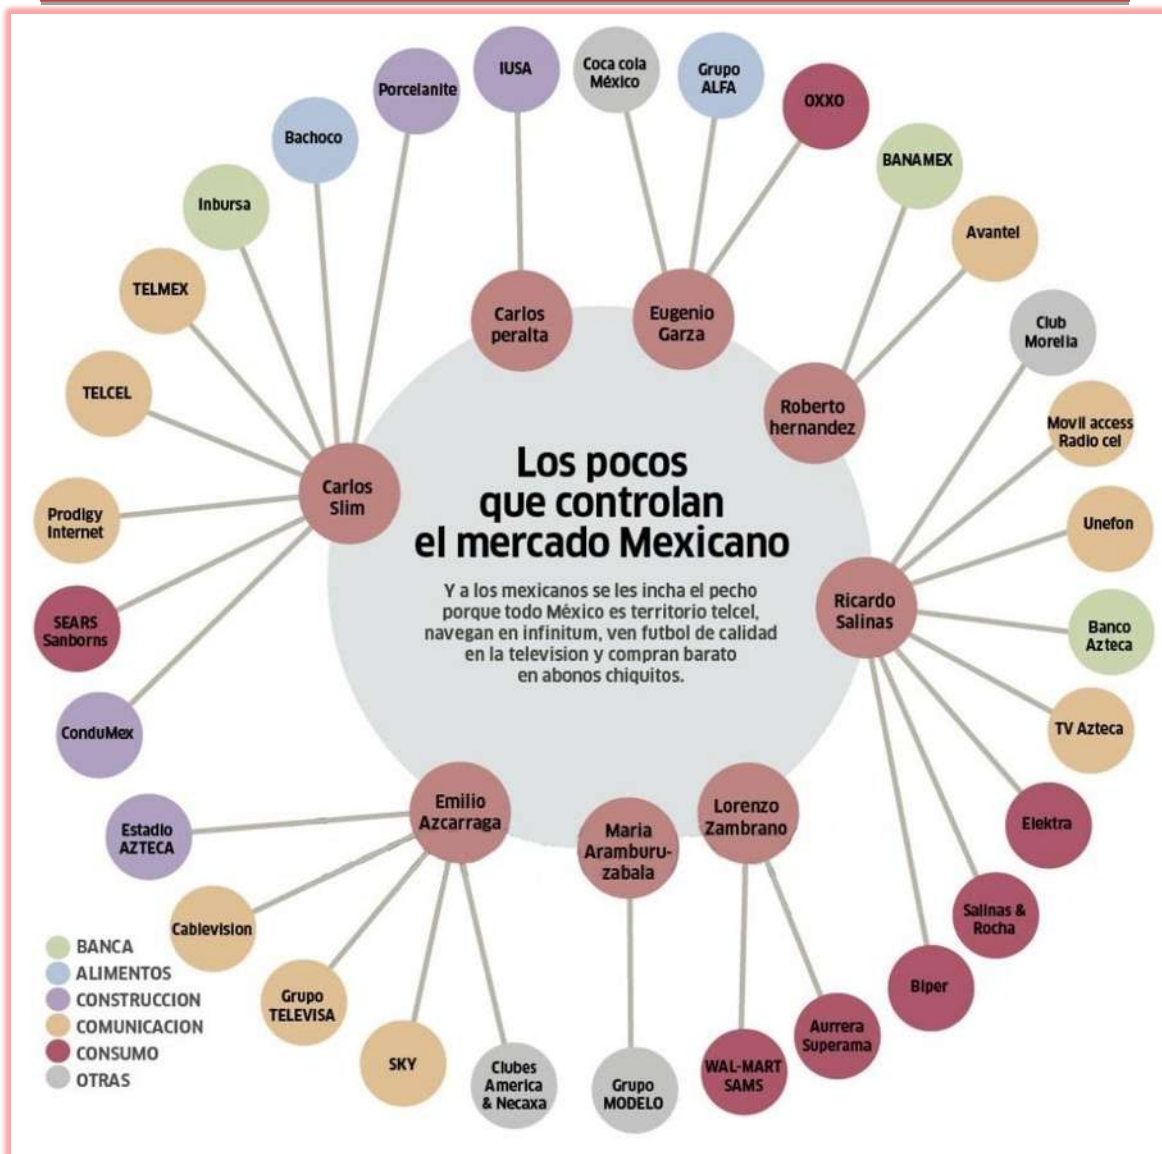 Los pocos
que controlan
el mercado Mexicano
Y a los mexicanos se les incha el pecho
porque todo México es territorio telcel,
navegan en infinitum, ven futbol de calidad
en la television y compran barato
en abonos chiquitos.
Carlos
peralta
IUSA
Eugenio
Garza
Coca cola
México
Grupo
ALFA
OXXO
Roberto
hernandez
BANAMEX
Avantel
Ricardo
Salinas
Club
Morelia
Movil access
Radio cel
Unefon
Banco
Azteca
TV Azteca
Elektra
Salinas &
Rocha
Biper
Lorenzo
Zambrano
Aurrera
Superama
WAL-MART
SAMS
Maria
Aramburu-
zabala
Grupo
MODELO
Emilio
Azcarraga
Clubes
America
& Necaxa
SKY
Grupo
TELEVISA
Cablevision
Estadio
AZTECA
Carlos
Slim
ConduMex
SEARS
Sanborns
Prodigy
Internet
TELCEL
TELMEX
Inbursa
Bachoco
Porcelanite
BANCA
ALIMENTOS
CONSTRUCCION
COMUNICACION
CONSUMO
OTRAS